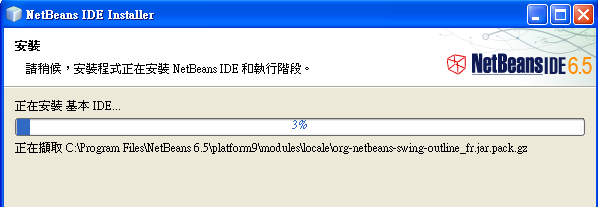 NetBeans IDE Installer
安裝
請稍候，安裝程式正在安裝 NetBeans IDE 和執行階段。
NetBeans IDE 6.5
正在安裝 基本 IDE...
3%
正在擷取 C:\Program Files\NetBeans 6.5\platform9\modules\locale\org-netbeans-swing-outline_fr.jar.pack.gz